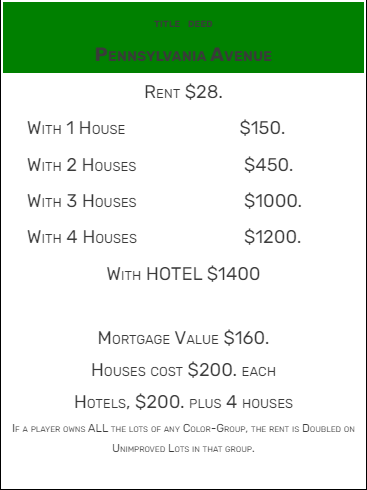 TITLE DEED
PENNSYLVANIA AVENUE
RENT $28.
WITH 1 HOUSE $150.
WITH 2 HOUSES $450.
WITH 3 HOUSES $1000.
WITH 4 HOUSES $1200.
WITH HOTEL $1400
MORTGAGE VALUE $160.
HOUSES COST $200. EACH
HOTELS, $200. PLUS 4 HOUSES
IF A PLAYER OWNS ALL THE LOTS OF ANY COLOR-GROUP, THE RENT IS DOUBLED ON
UNIMPROVED LOTS IN THAT GROUP.